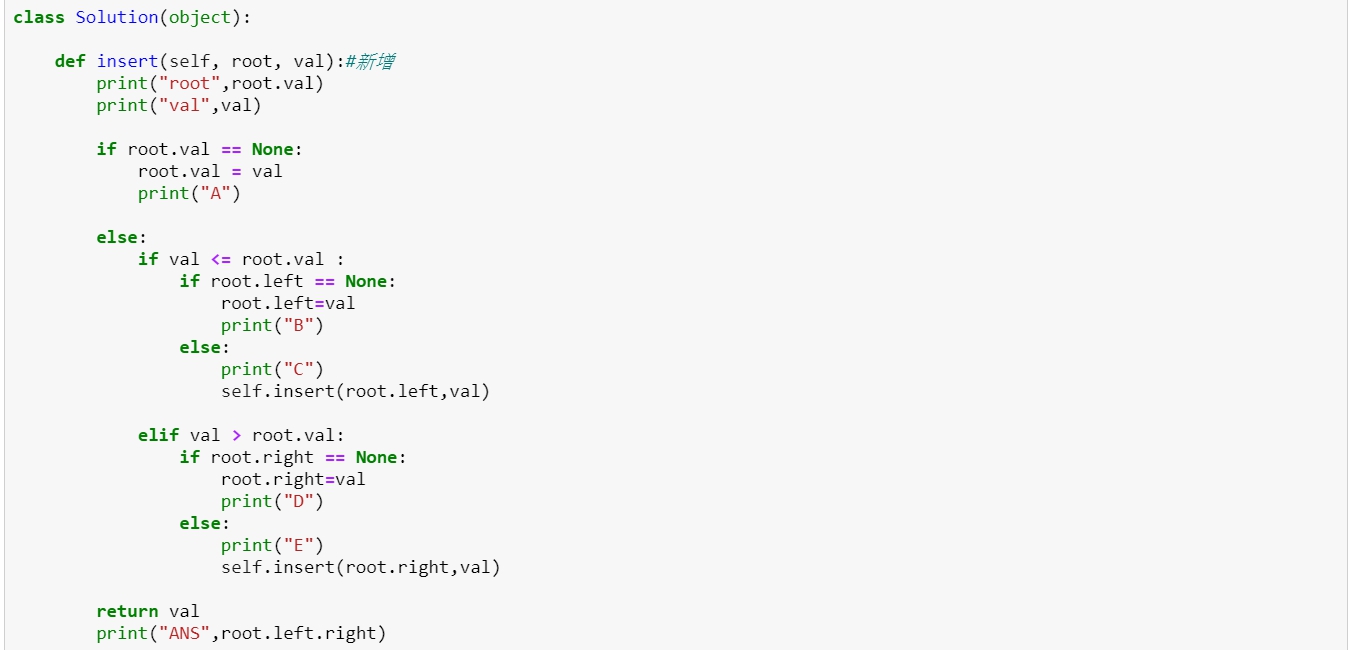 class Solution(object):
    def insert(self, root, val):#新增
        print("root",root.val)
        print("val",val)
        if root.val == None:
            root.val = val
            print("A")
        else:
            if val <= root.val :
                if root.left == None:
                    root.left=val
                    print("B")
                else:
                    print("C")
                    self.insert(root.left,val)
            elif val > root.val:
                if root.right == None:
                    root.right=val
                    print("D")
                else:
                    print("E")
                    self.insert(root.right,val)
        return val
        print("ANS",root.left.right)